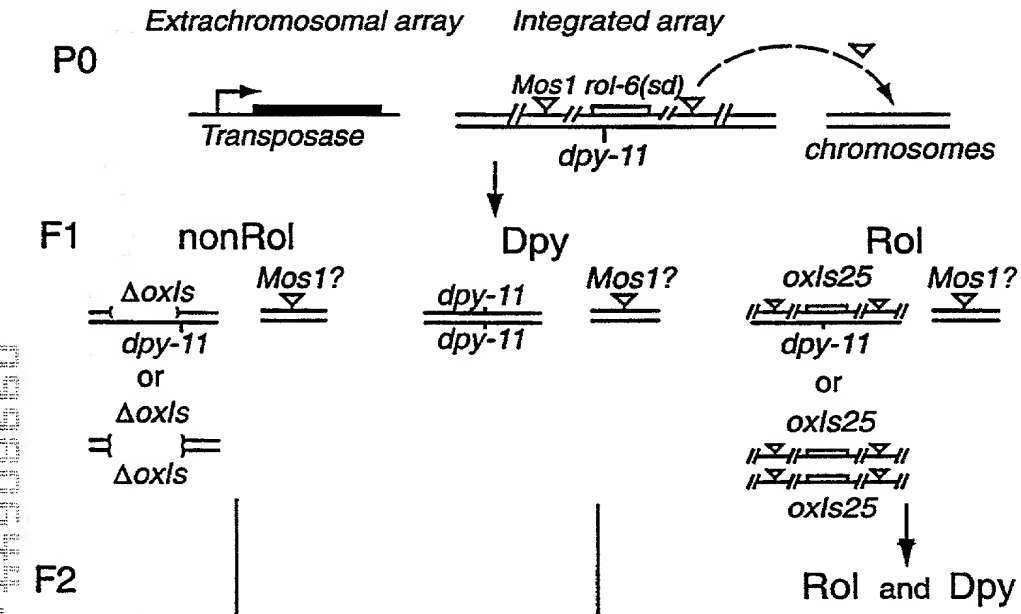 Extrachromosomal array
Integrated array
P0
Mos1 rol-6(sd)
Transposase
dpy-11
chromosomes
F1
nonRol
Dpy
Rol
ΔoxIs
Mos1?
dpy-11
Mos1?
oxIs25
Mos1?
dpy-11
dpy-11
dpy-11
or
or
ΔoxIs
oxIs25
ΔoxIs
oxIs25
F2
Rol and Dpy